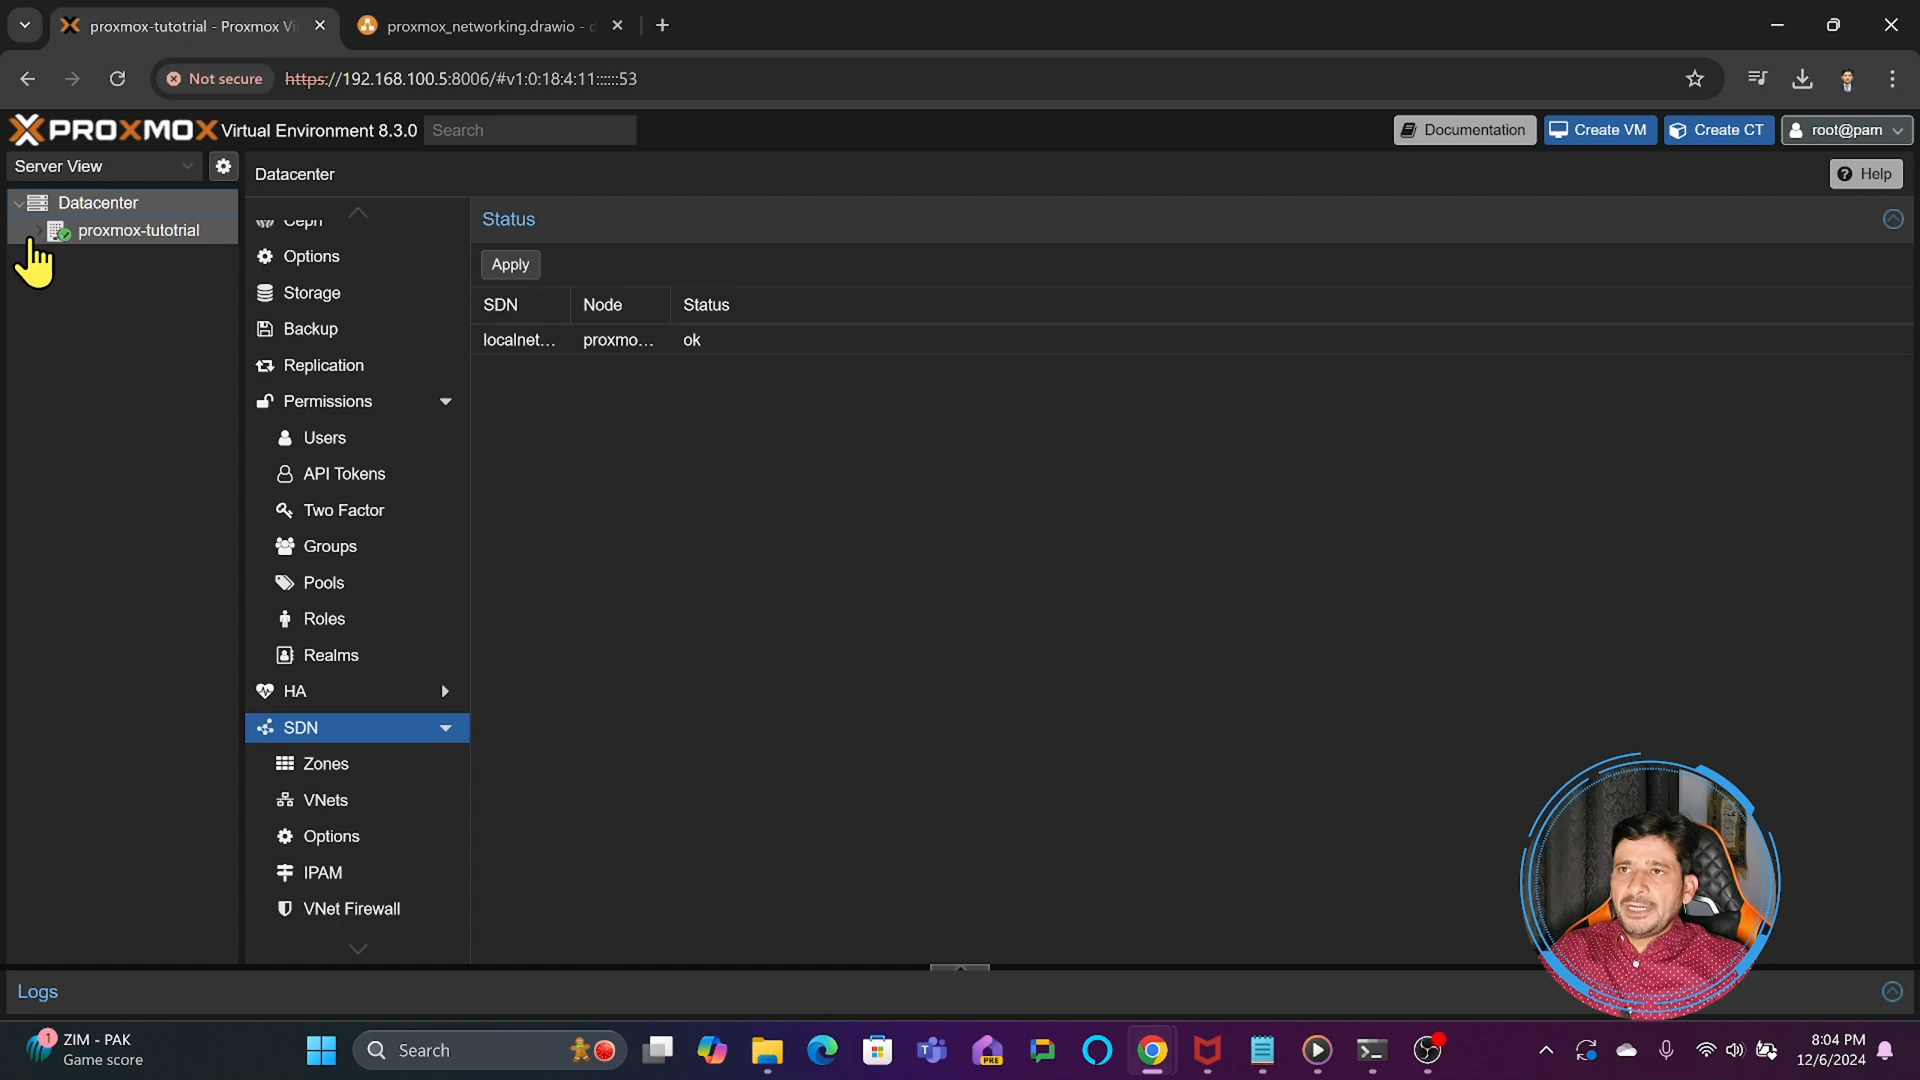 proxmox-tutotrial - Proxmox Vi
proxmox_networking.drawio - d
Not secure
https://192.168.100.5:8006/#v1:0:18:4:11::::::53
PROXMOX Virtual Environment 8.3.0
Search
Documentation
Create VM
Create CT
root@pam
Server View
Datacenter
Help
Datacenter
proxmox-tutotrial
Ceph
Options
Storage
Backup
Replication
Permissions
Users
API Tokens
Two Factor
Groups
Pools
Roles
Realms
HA
SDN
Zones
VNets
Options
IPAM
VNet Firewall
Status
Apply
SDN Node Status
localnet... proxmo... ok
Logs
1
ZIM - PAK
Game score
Search
PRE
8:04 PM
12/6/2024